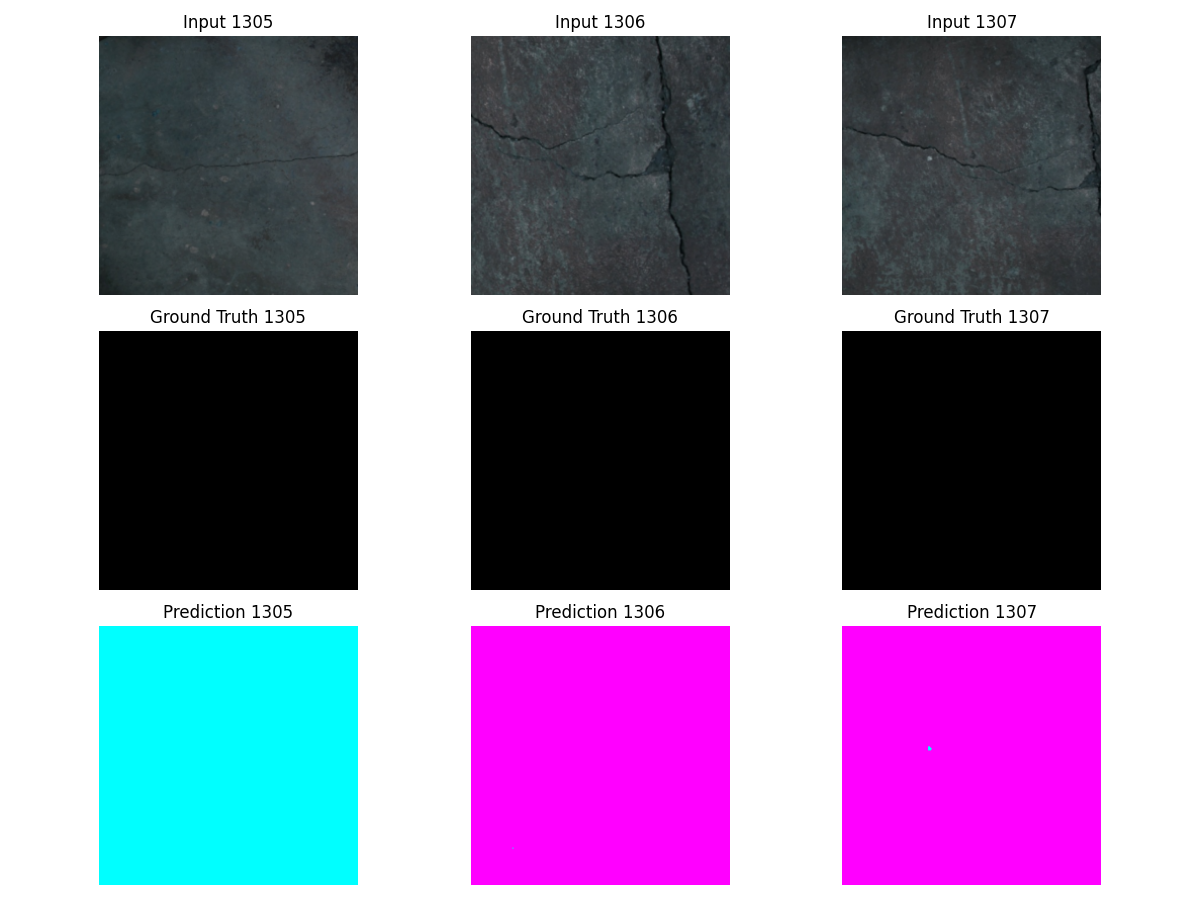 Input 1305
Input 1306
Input 1307
Ground Truth 1305
Ground Truth 1306
Ground Truth 1307
Prediction 1305
Prediction 1306
Prediction 1307